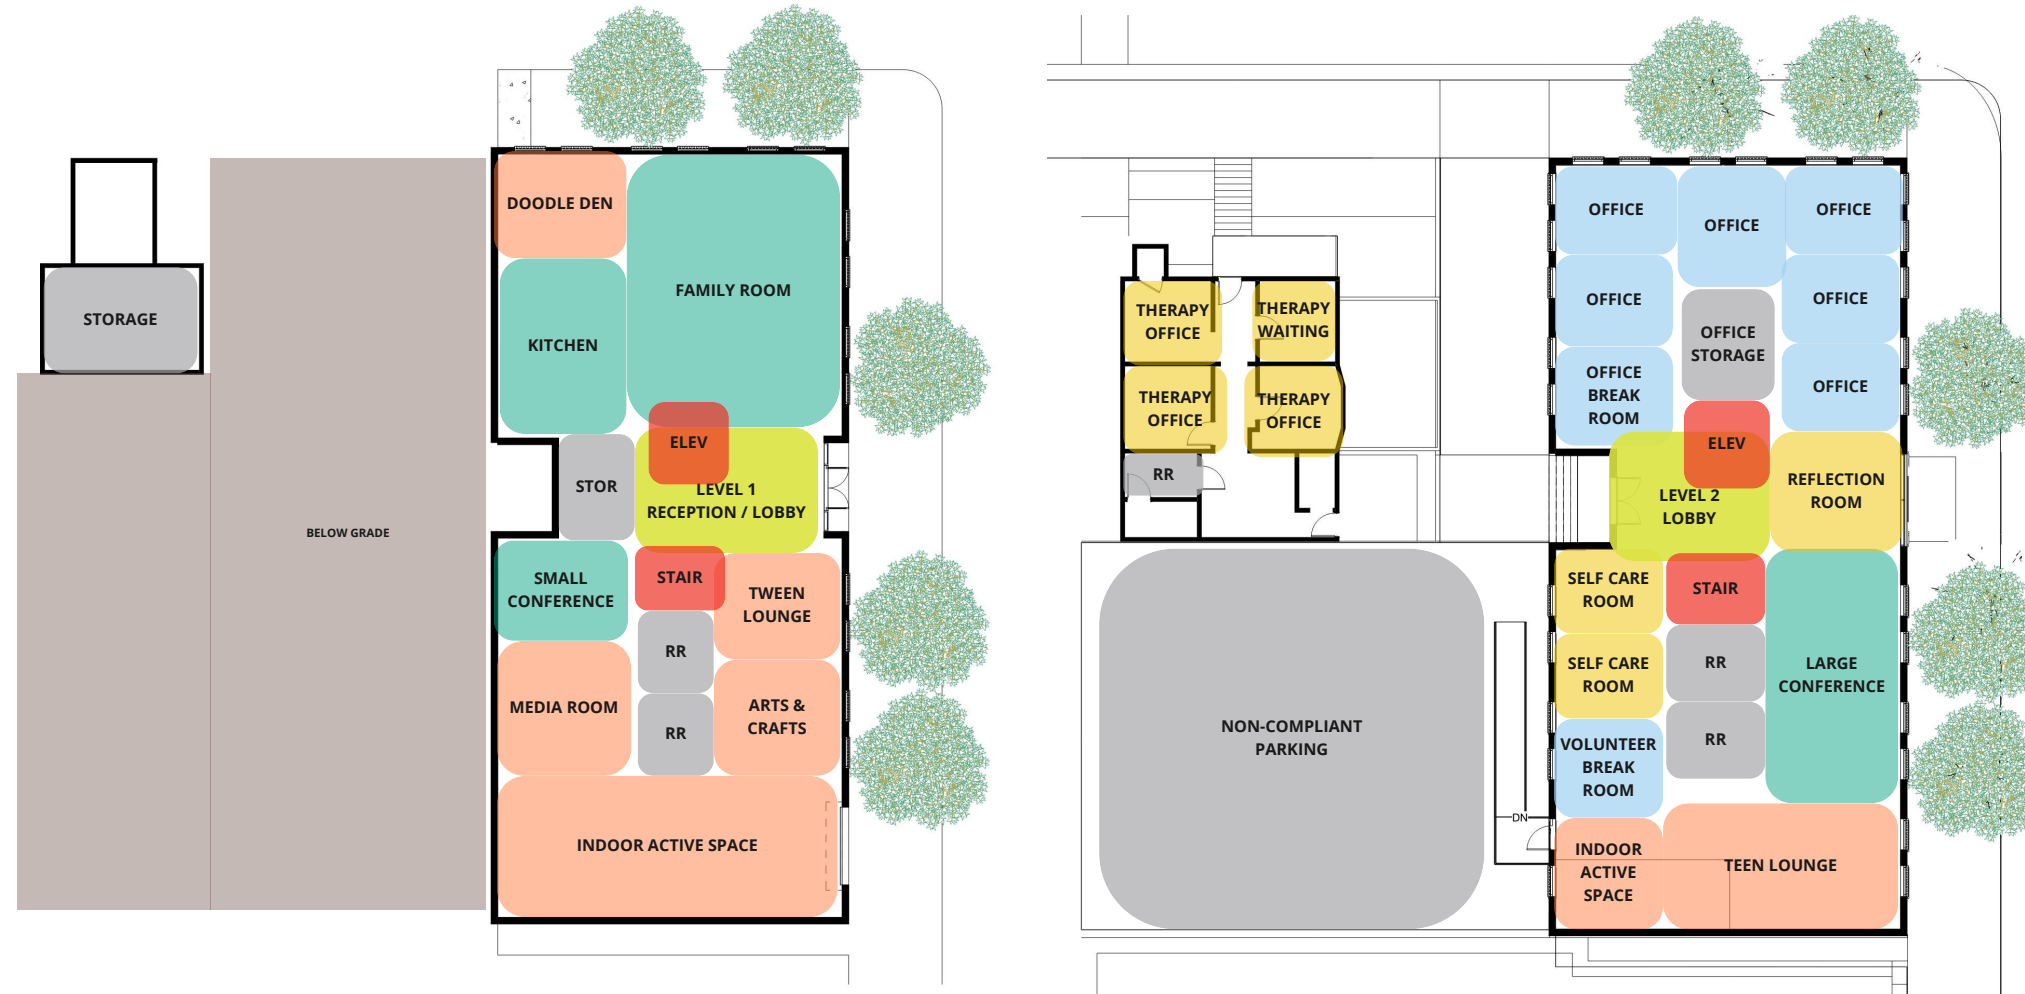 DOODLE DEN
FAMILY ROOM
STORAGE
KITCHEN
ELEV
STOR
LEVEL 1
RECEPTION / LOBBY
BELOW GRADE
SMALL
CONFERENCE
STAIR
TWEEN
LOUNGE
RR
MEDIA ROOM
ARTS &
CRAFTS
RR
INDOOR ACTIVE SPACE
THERAPY
OFFICE
THERAPY
WAITING
THERAPY
OFFICE
THERAPY
OFFICE
RR
NON-COMPLIANT
PARKING
DN
OFFICE
OFFICE
OFFICE
OFFICE
OFFICE
STORAGE
OFFICE
OFFICE
BREAK
ROOM
OFFICE
ELEV
LEVEL 2
LOBBY
REFLECTION
ROOM
SELF CARE
ROOM
STAIR
SELF CARE
ROOM
RR
LARGE
CONFERENCE
VOLUNTEER
BREAK
ROOM
RR
INDOOR
ACTIVE
SPACE
TEEN LOUNGE